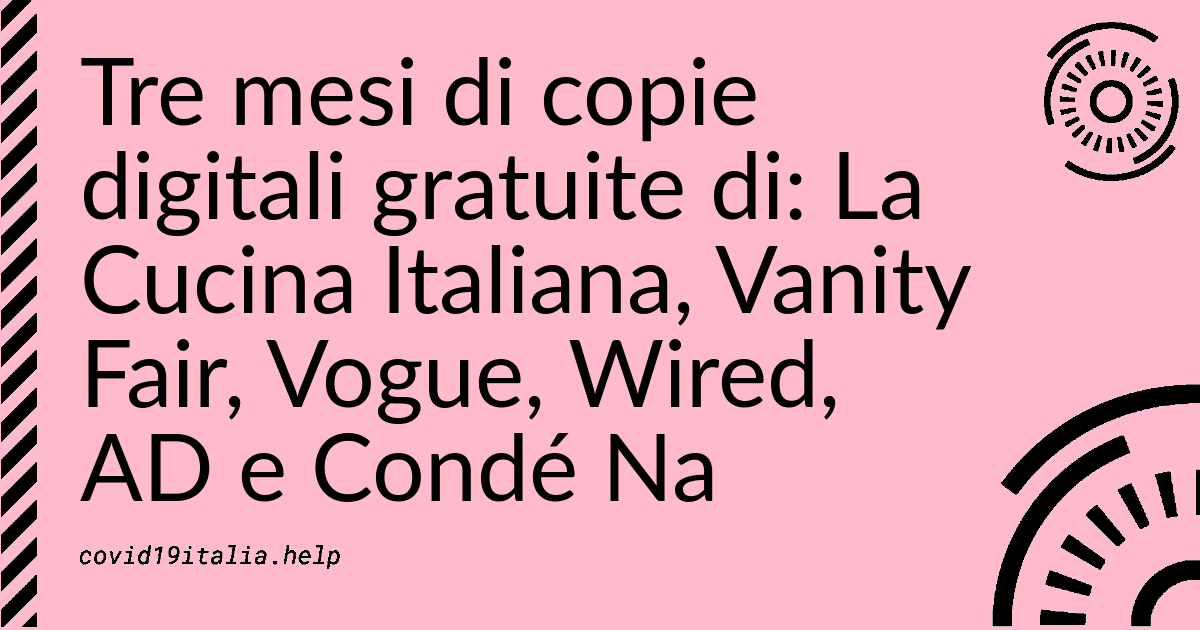 Tre mesi di copie
digitali gratuite di: La
Cucina Italiana, Vanity
Fair, Vogue, Wired,
AD e Condé Na
covid19italia.help